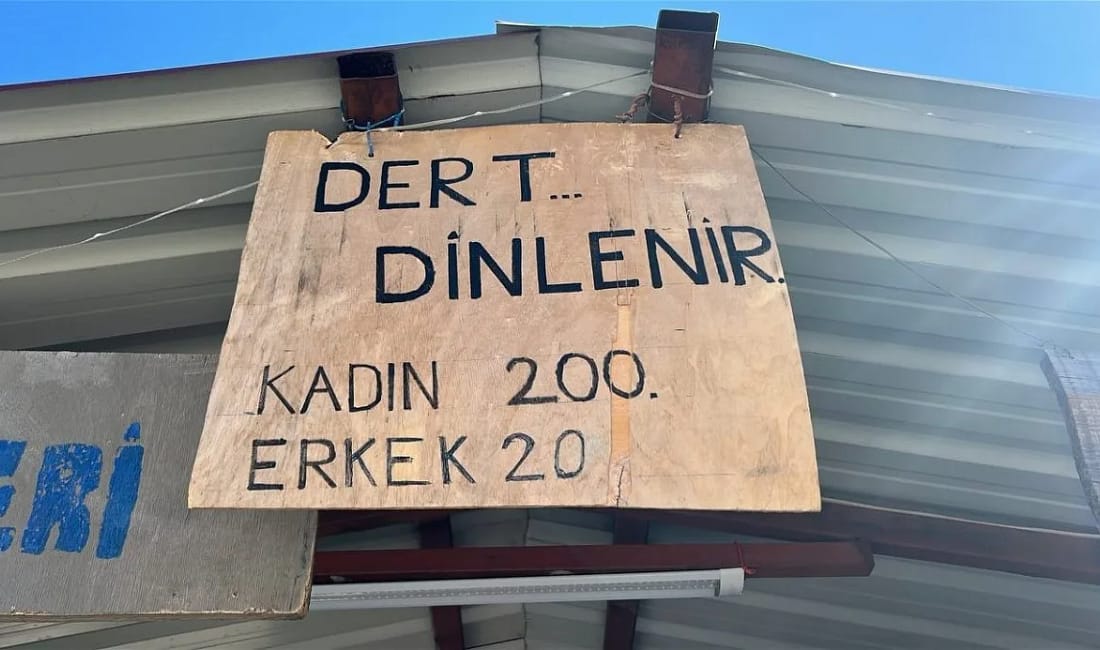 DERT...
DİNLENİR.
KADIN 200.
ERKEK 20
ERİ